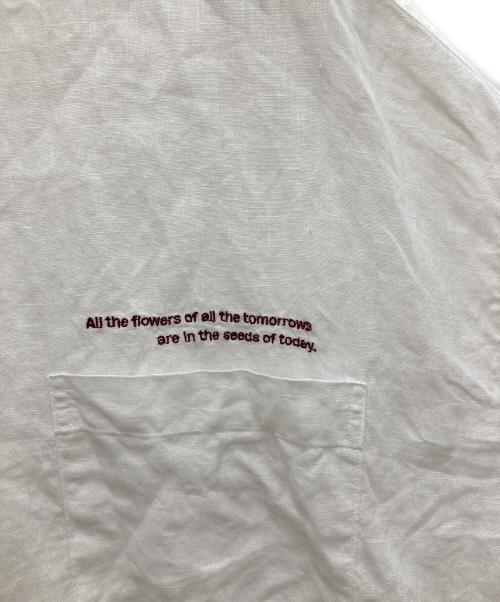 All the flowers of all the tomorrows
are in the seeds of today.